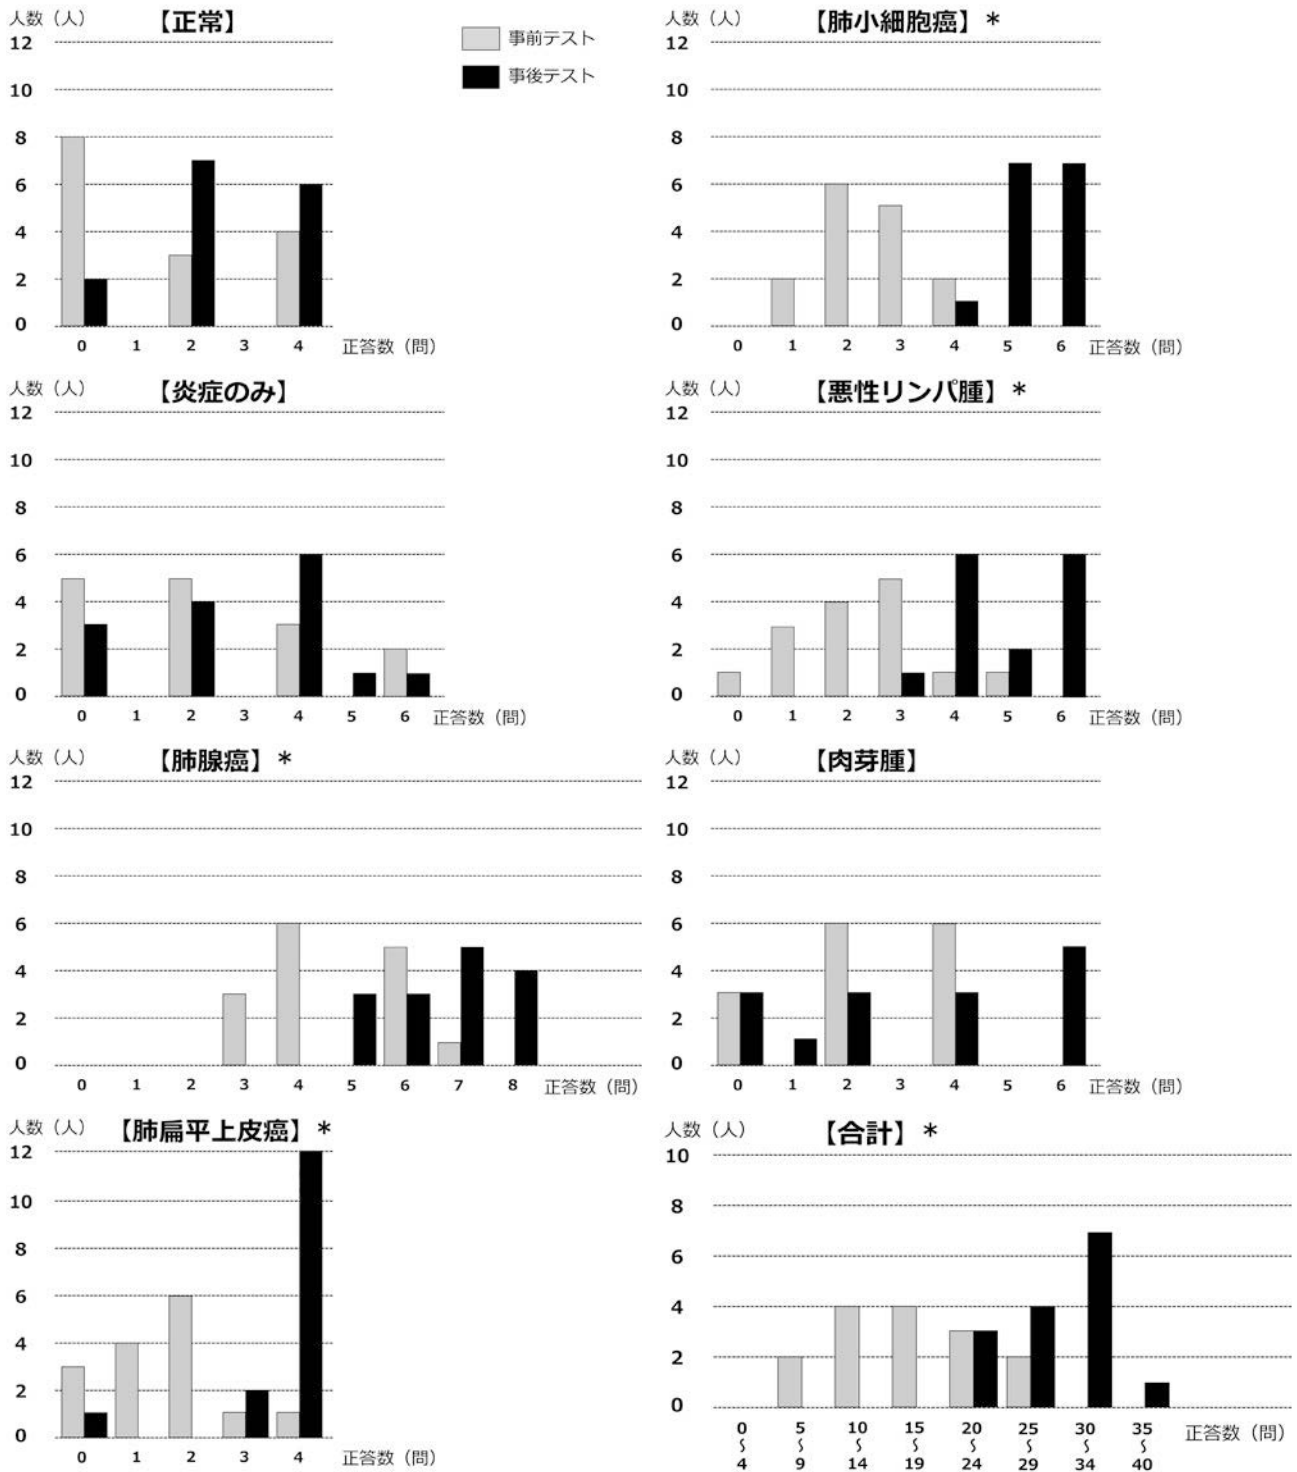 人数（人）
【正常】
12
10
8
6
4
2
0
0 1 2 3 4 正答数（問）
事前テスト
事後テスト
人数（人）
【肺小細胞癌】＊
12
10
8
6
4
2
0
0 1 2 3 4 5 6 正答数（問）
人数（人）
【炎症のみ】
12
10
8
6
4
2
0
0 1 2 3 4 5 6 正答数（問）
人数（人）
【悪性リンパ腫】＊
12
10
8
6
4
2
0
0 1 2 3 4 5 6 正答数（問）
人数（人）
【肺腺癌】＊
12
10
8
6
4
2
0
0 1 2 3 4 5 6 7 8 正答数（問）
人数（人）
【肉芽腫】
12
10
8
6
4
2
0
0 1 2 3 4 5 6 正答数（問）
人数（人）
【肺扁平上皮癌】＊
12
10
8
6
4
2
0
0 1 2 3 4 正答数（問）
人数（人）
【合計】＊
10
8
6
4
2
0
0 5 10 15 20 25 30 35 正答数（問）
〜 〜 〜 〜 〜 〜 〜 〜
4 9 14 19 24 29 34 40